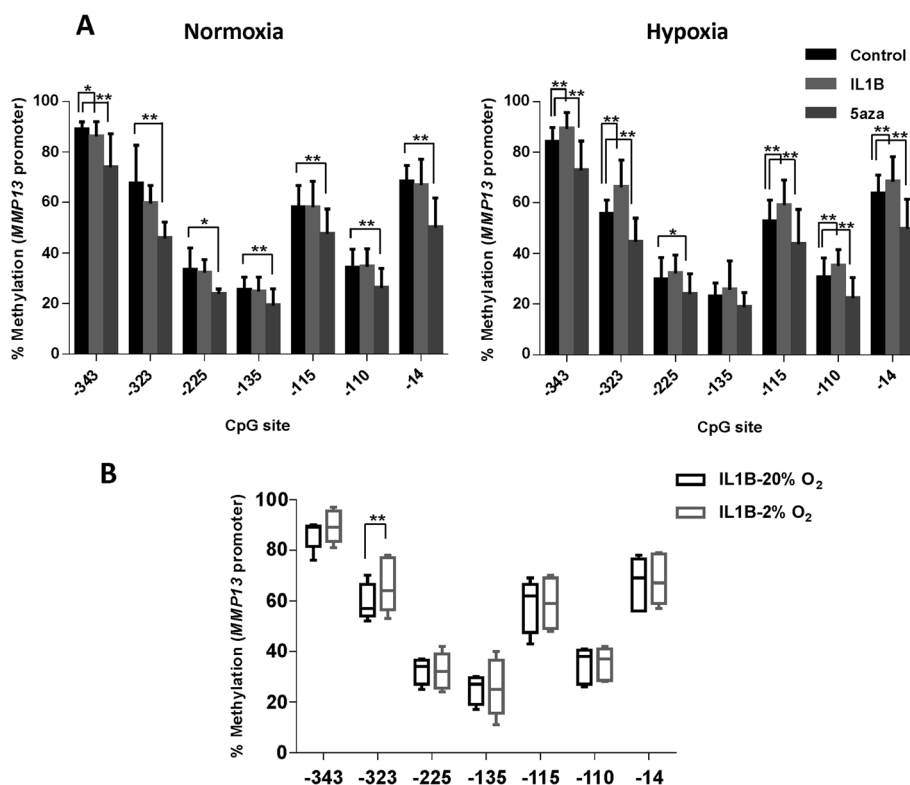 A
Normoxia
Hypoxia
Control
IL1B
5aza
% Methylation (MMP13 promoter)
100
80
60
40
20
0
* ** ** * ** ** ** **
-343 -323 -225 -135 -115 -110 -14
CpG site
% Methylation (MMP13 promoter)
100
80
60
40
20
0
** ** ** ** * ** ** ** ** ** **
-343 -323 -225 -135 -115 -110 -14
CpG site
B
IL1B-20% O₂
IL1B-2% O₂
% Methylation (MMP13 promoter)
100
80
60
40
20
0
**
-343 -323 -225 -135 -115 -110 -14